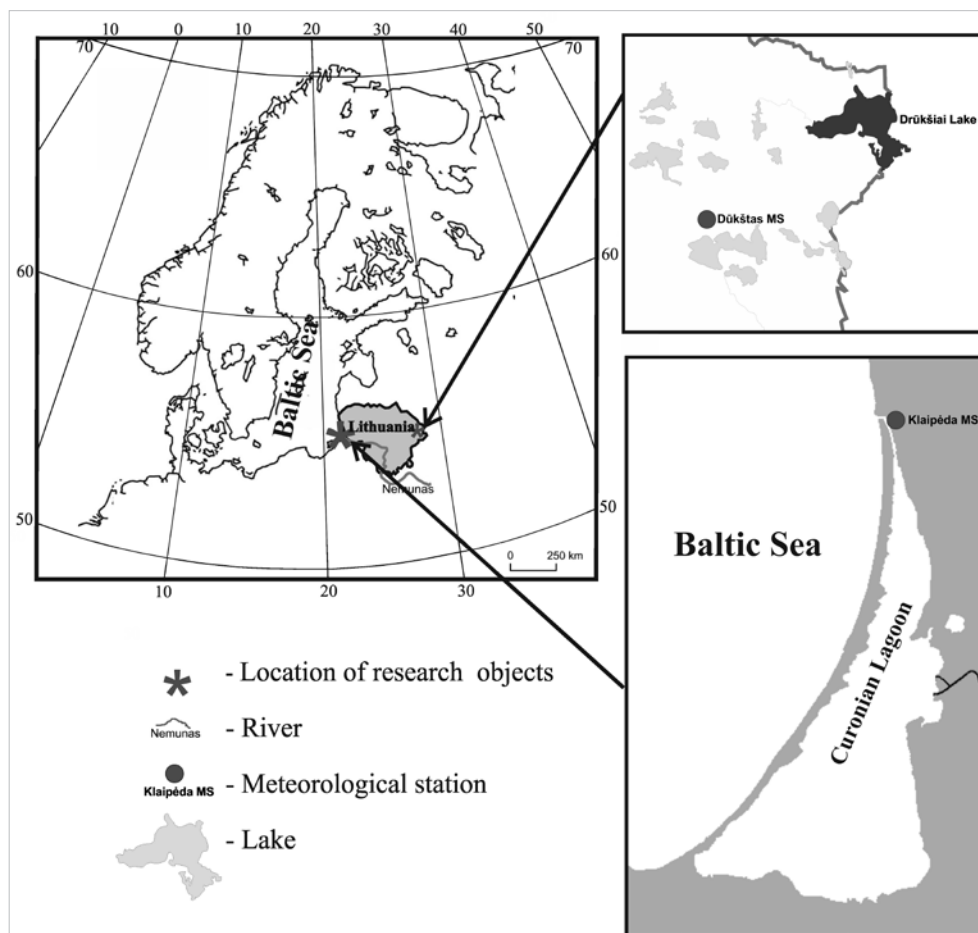 10 0 10 20 30 40 50
70 70
60 60
Baltic Sea
Lithuania
Nemunas
50 50
0 250 km
10 20 30
Drūkšiai Lake
Dūkštas MS
Klaipėda MS
Baltic Sea
Curonian Lagoon
- Location of research objects
Nemunas - River
Klaipėda MS - Meteorological station
- Lake